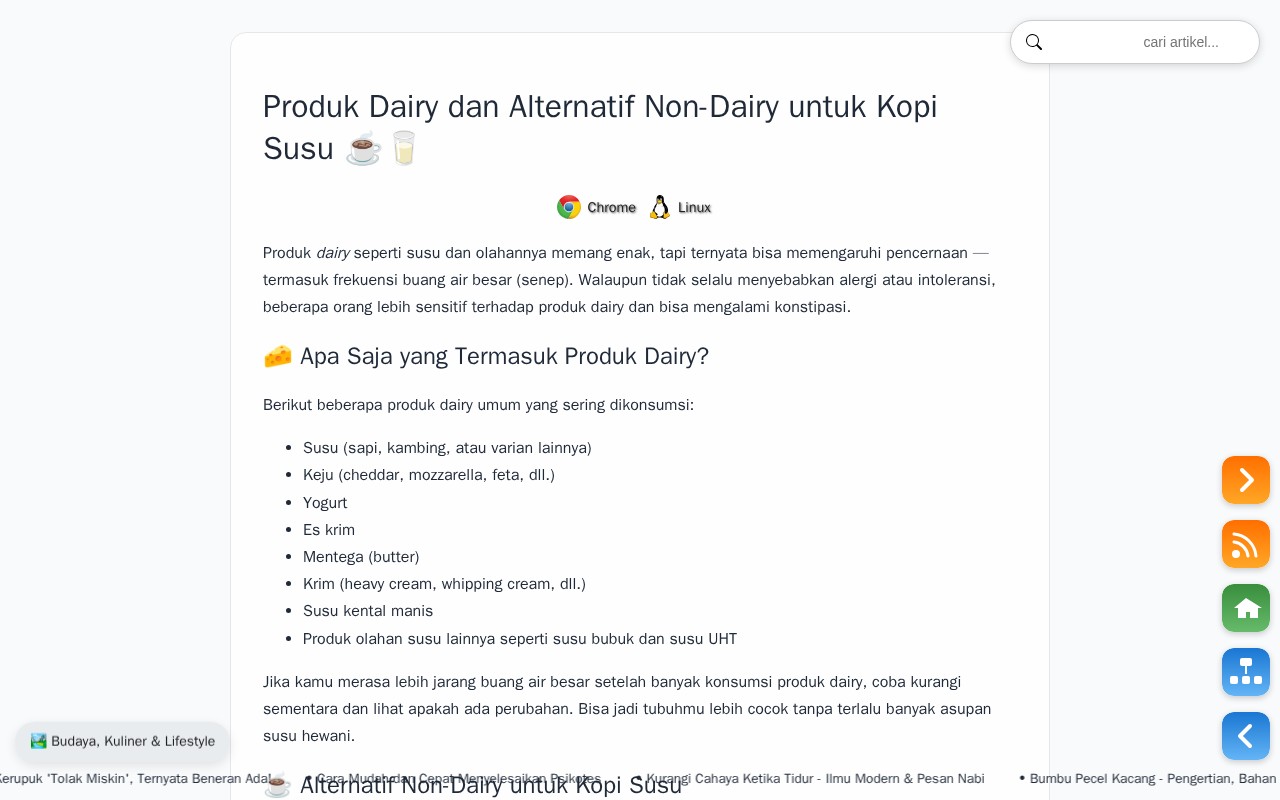 cari artikel...
Produk Dairy dan Alternatif Non-Dairy untuk Kopi
Susu ☕🥛
Chrome Linux
Produk dairy seperti susu dan olahannya memang enak, tapi ternyata bisa memengaruhi pencernaan —
termasuk frekuensi buang air besar (senep). Walaupun tidak selalu menyebabkan alergi atau intoleransi,
beberapa orang lebih sensitif terhadap produk dairy dan bisa mengalami konstipasi.
🧀 Apa Saja yang Termasuk Produk Dairy?
Berikut beberapa produk dairy umum yang sering dikonsumsi:
• Susu (sapi, kambing, atau varian lainnya)
• Keju (cheddar, mozzarella, feta, dll.)
• Yogurt
• Es krim
• Mentega (butter)
• Krim (heavy cream, whipping cream, dll.)
• Susu kental manis
• Produk olahan susu lainnya seperti susu bubuk dan susu UHT
Jika kamu merasa lebih jarang buang air besar setelah banyak konsumsi produk dairy, coba kurangi
sementara dan lihat apakah ada perubahan. Bisa jadi tubuhmu lebih cocok tanpa terlalu banyak asupan
susu hewani.
🏞️ Budaya, Kuliner & Lifestyle
Kerupuk 'Tolak Miskin', Ternyata Beneran Ada! • Cara Mudah dan Cepat Menyelesaikan Psikotes • Kurangi Cahaya Ketika Tidur - Ilmu Modern & Pesan Nabi • Bumbu Pecel Kacang - Pengertian, Bahan
☕ Alternatif Non-Dairy untuk Kopi Susu